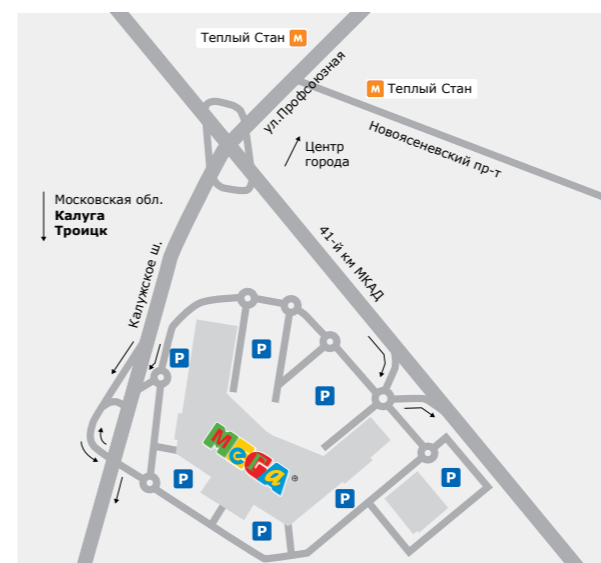 Теплый Стан М
ул.Профсоюзная
М Теплый Стан
Новоясеневский пр-т
Центр
города
Московская обл.
Калуга
Троицк
Калужское ш.
41-й км МКАД
P
P
P
МеГа®
P
P
P
P